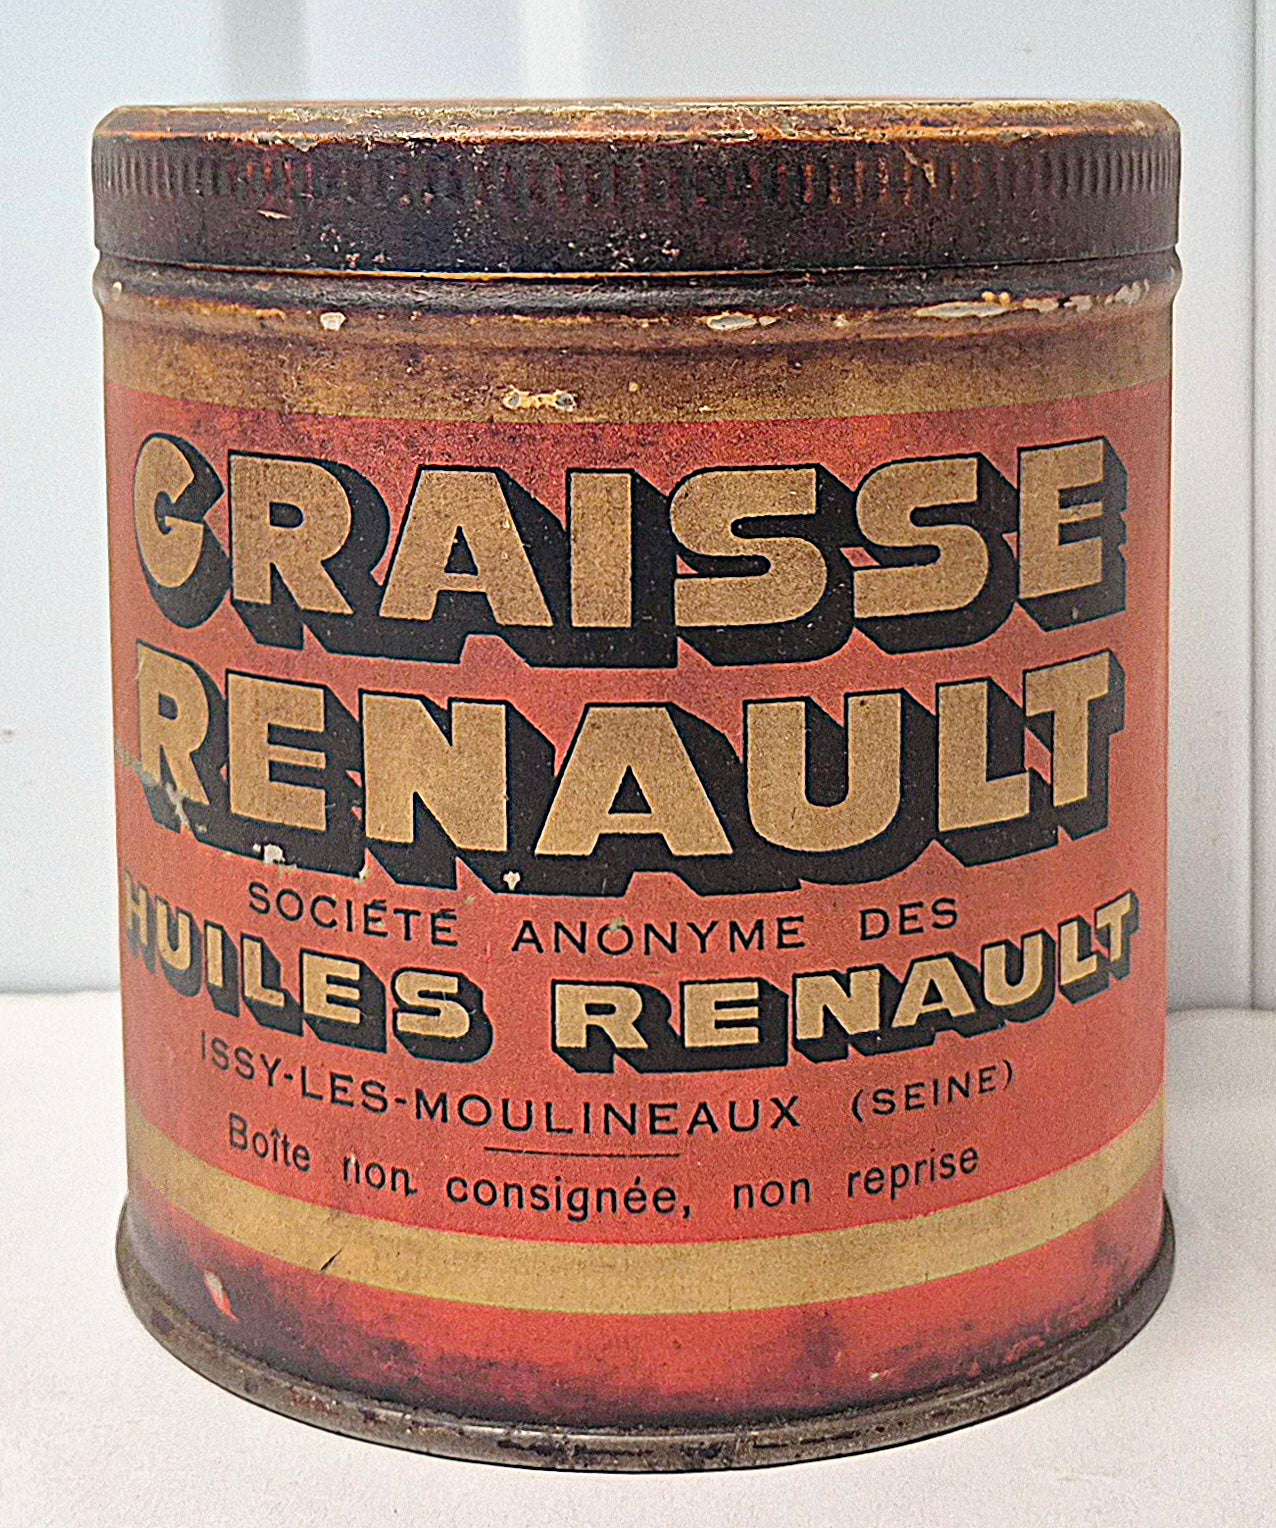 GRAISSE
RENAULT
SOCIÉTÉ ANONYME DES
HUILES RENAULT
ISSY-LES-MOULINEAUX (SEINE)
Boîte non consignée, non reprise